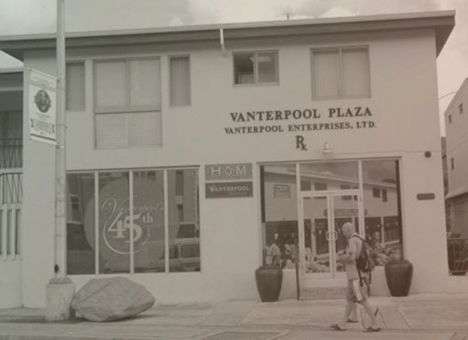 VANTERPOOL PLAZA
VANTERPOOL ENTERPRISES, LTD.
Rx
H M
VANTERPOOL
45th